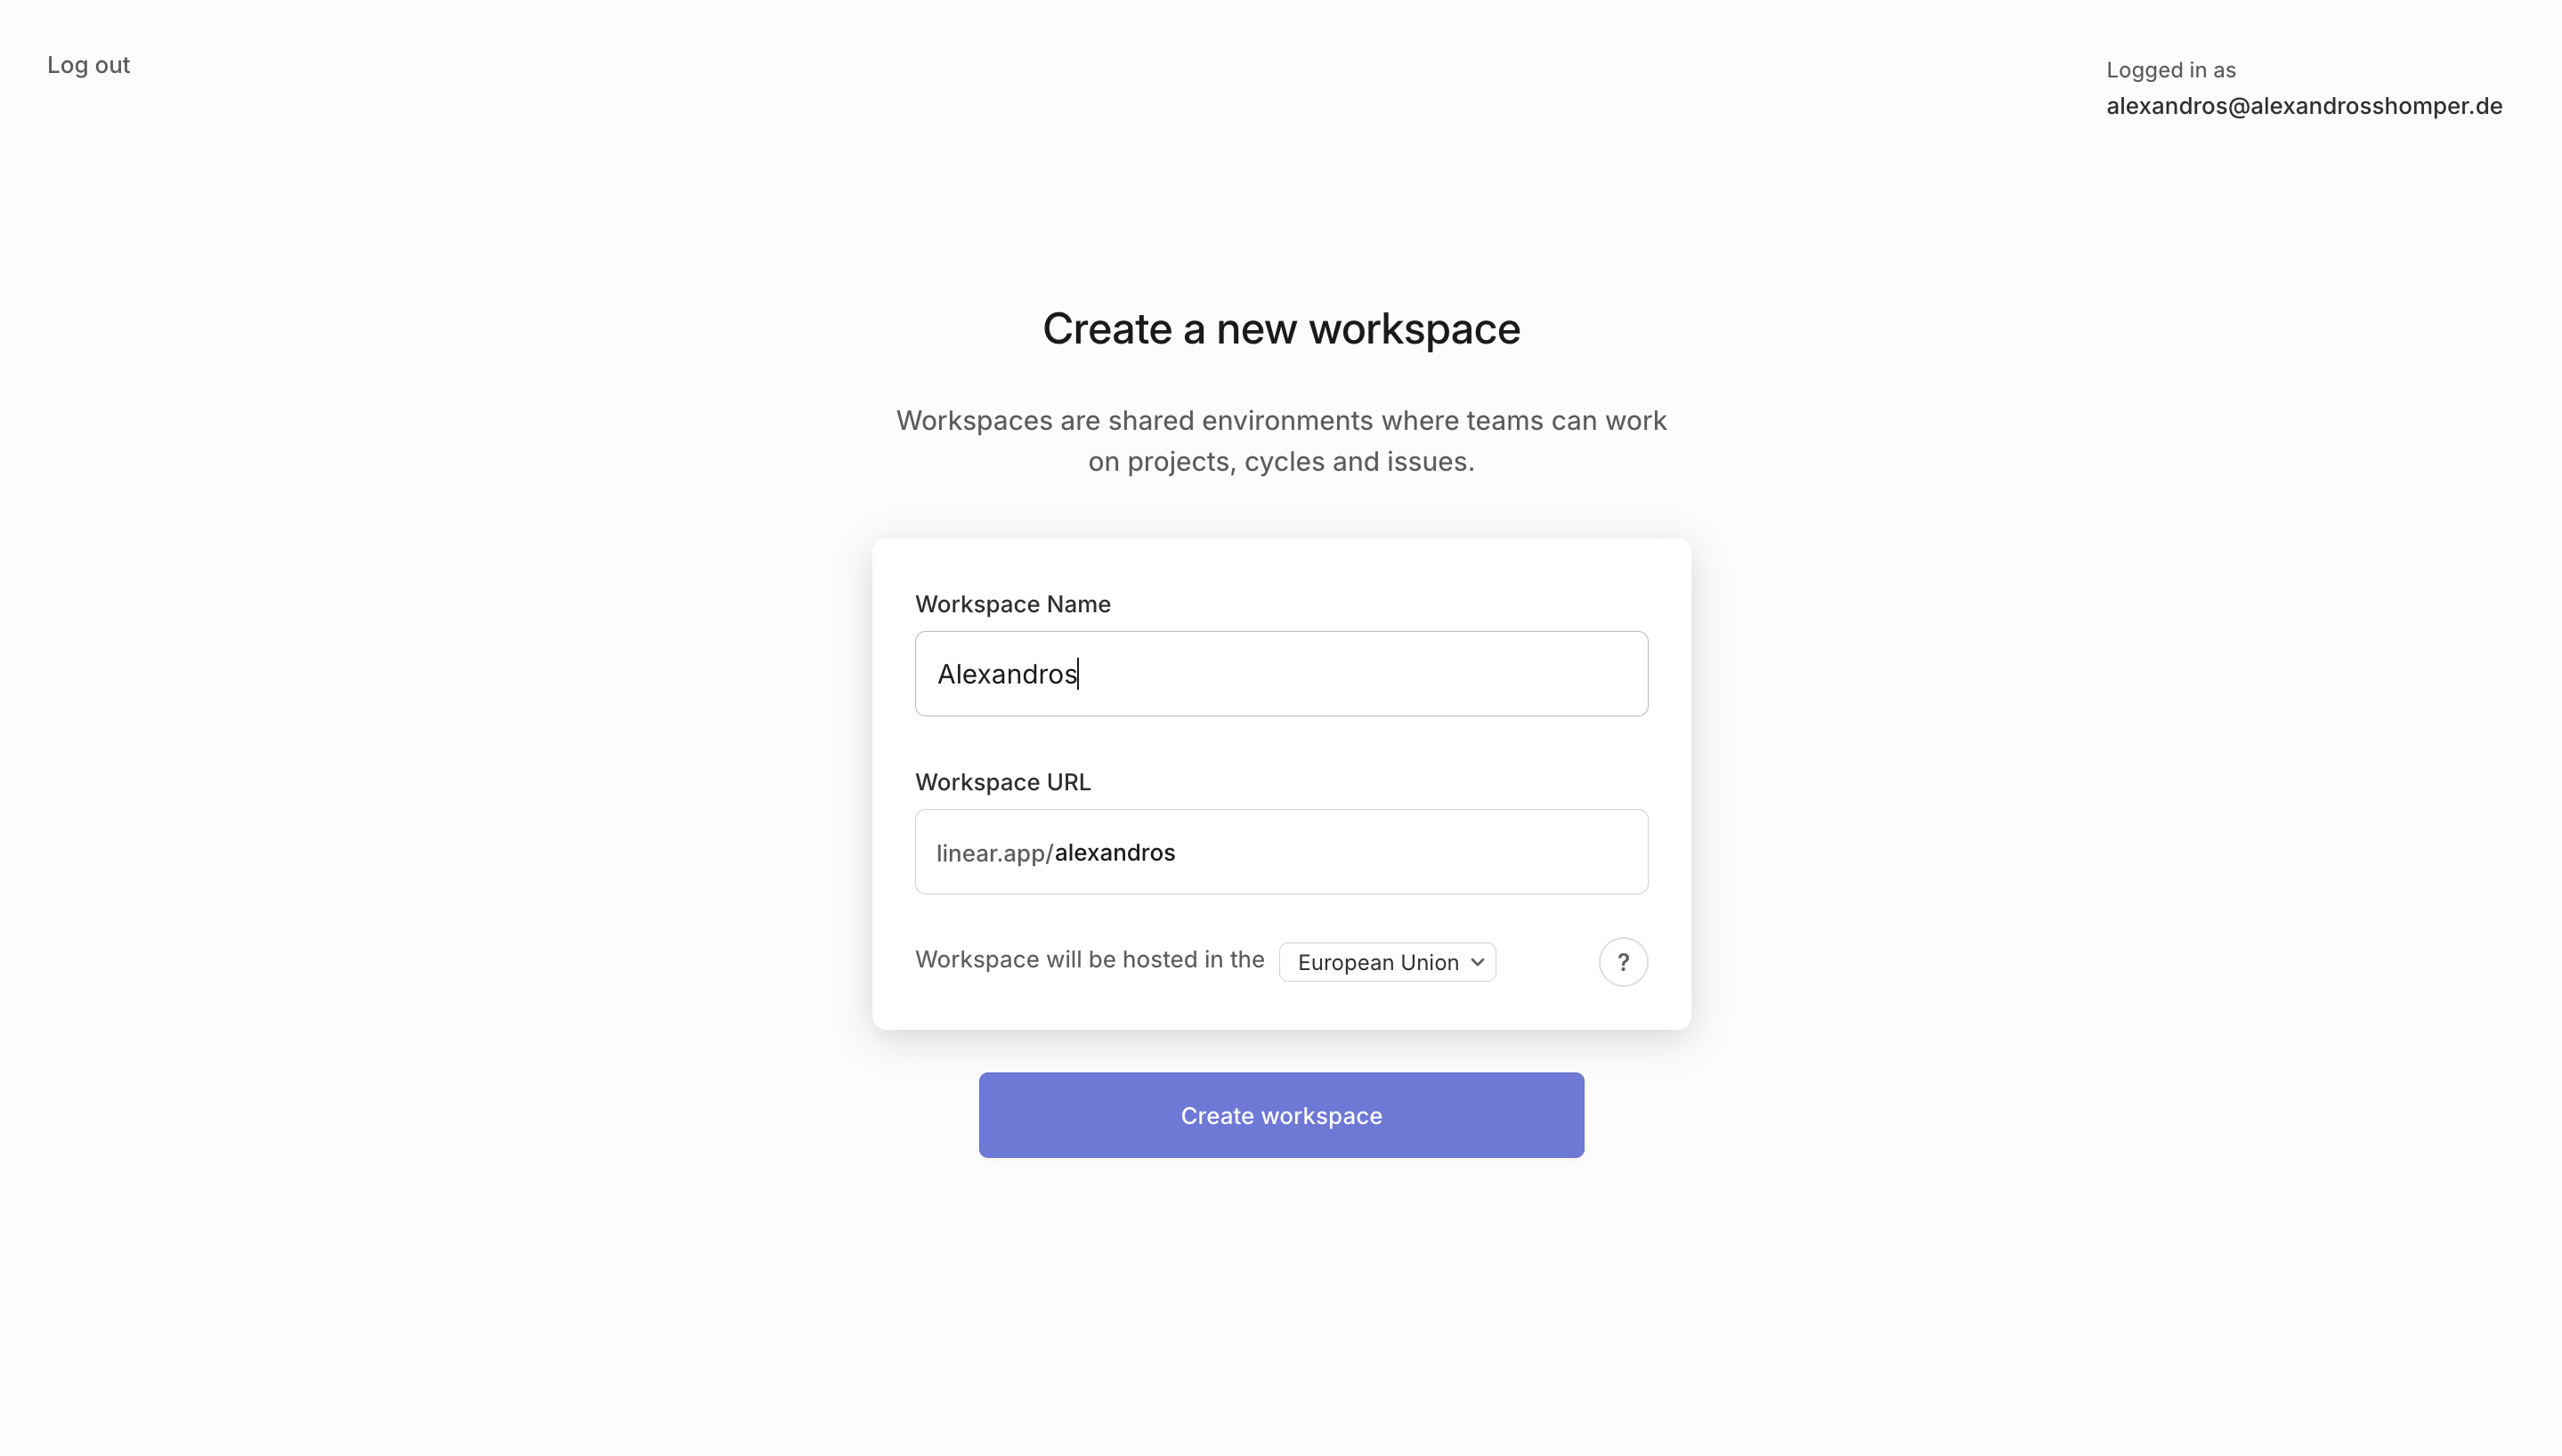 Log out
Logged in as
alexandros@alexandrosshomper.de
Create a new workspace
Workspaces are shared environments where teams can work
on projects, cycles and issues.
Workspace Name
Alexandros
Workspace URL
linear.app/alexandros
Workspace will be hosted in the European Union ?
Create workspace